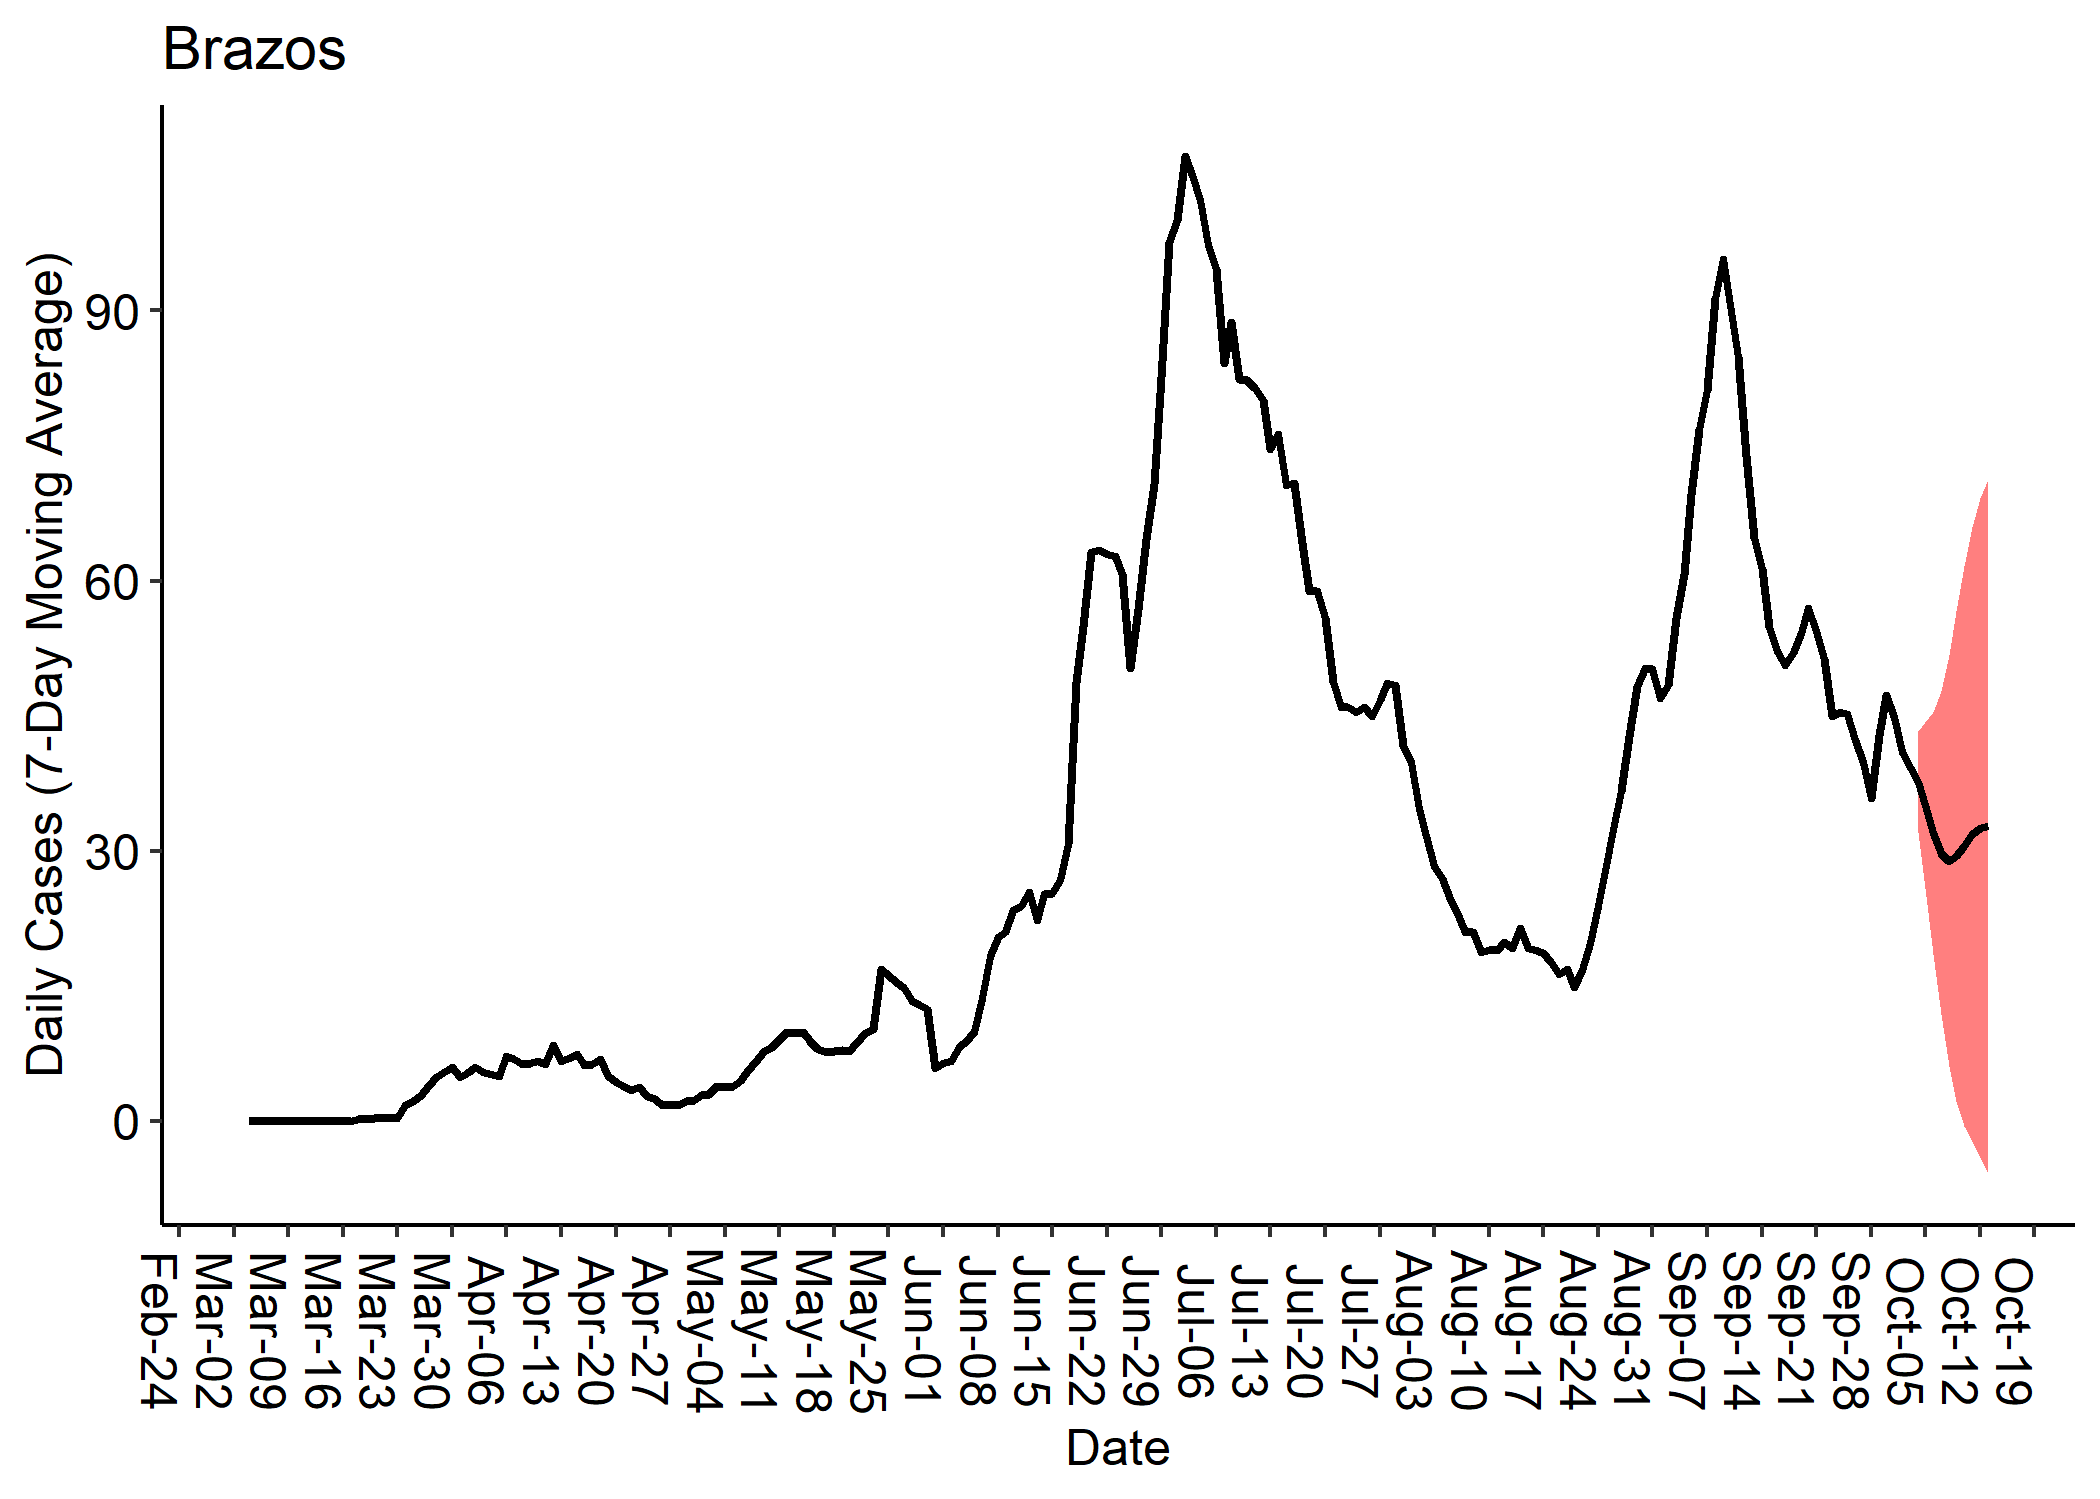 Brazos
Daily Cases (7-Day Moving Average)
90
60
30
0
Feb-24
Mar-02
Mar-09
Mar-16
Mar-23
Mar-30
Apr-06
Apr-13
Apr-20
Apr-27
May-04
May-11
May-18
May-25
Jun-01
Jun-08
Jun-15
Jun-22
Jun-29
Jul-06
Jul-13
Jul-20
Jul-27
Aug-03
Aug-10
Aug-17
Aug-24
Aug-31
Sep-07
Sep-14
Sep-21
Sep-28
Oct-05
Oct-12
Oct-19
Date